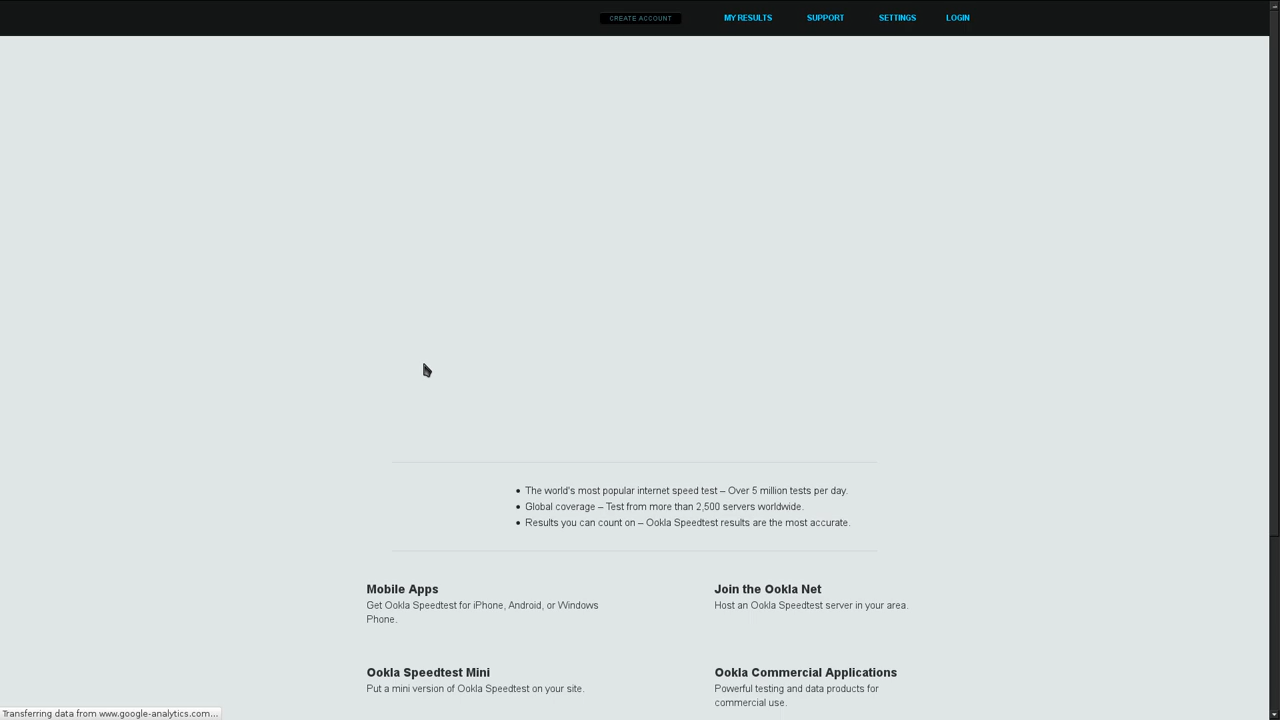 CREATE ACCOUNT MY RESULTS SUPPORT SETTINGS LOGIN
• The world's most popular internet speed test – Over 5 million tests per day.
• Global coverage – Test from more than 2,500 servers worldwide.
• Results you can count on – Ookla Speedtest results are the most accurate.
Mobile Apps
Get Ookla Speedtest for iPhone, Android, or Windows
Phone.
Join the Ookla Net
Host an Ookla Speedtest server in your area.
Ookla Speedtest Mini
Put a mini version of Ookla Speedtest on your site.
Ookla Commercial Applications
Powerful testing and data products for
commercial use.
Transferring data from www.google-analytics.com...